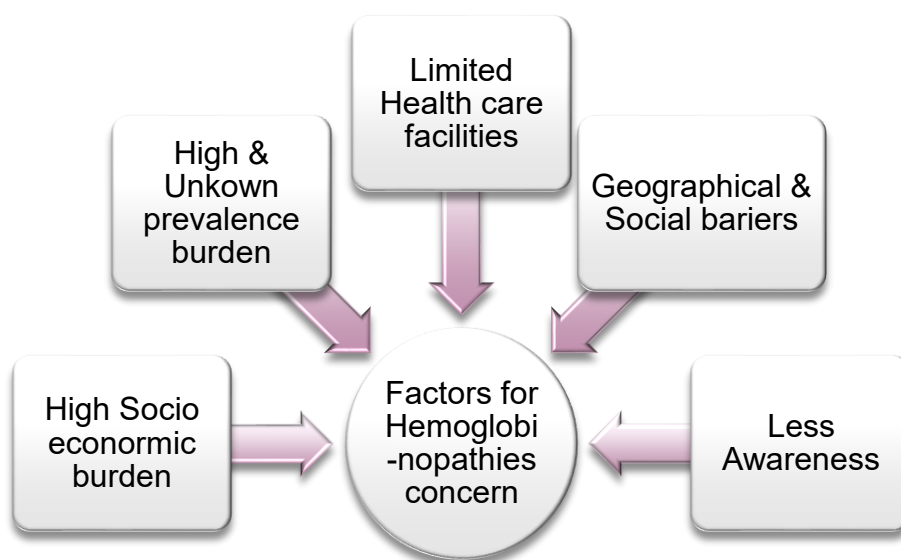 Limited
Health care
facilities
High &
Unkown
prevalence
burden
Geographical &
Social bariers
High Socio
econormic
burden
Factors for
Hemoglobi
-nopathies
concern
Less
Awareness